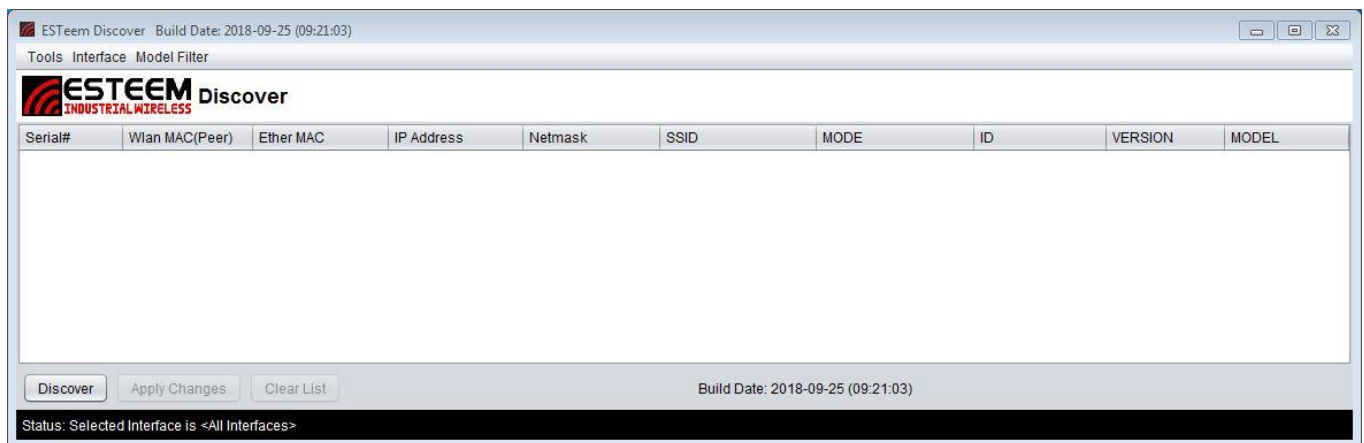 ESTeem Discover Build Date: 2018-09-25 (09:21:03)
Tools Interface Model Filter
ESTEEM
INDUSTRIAL WIRELESS
Discover
Serial# Wlan MAC(Peer) Ether MAC IP Address Netmask SSID MODE ID VERSION MODEL
Discover Apply Changes Clear List Build Date: 2018-09-25 (09:21:03)
Status: Selected Interface is <All Interfaces>